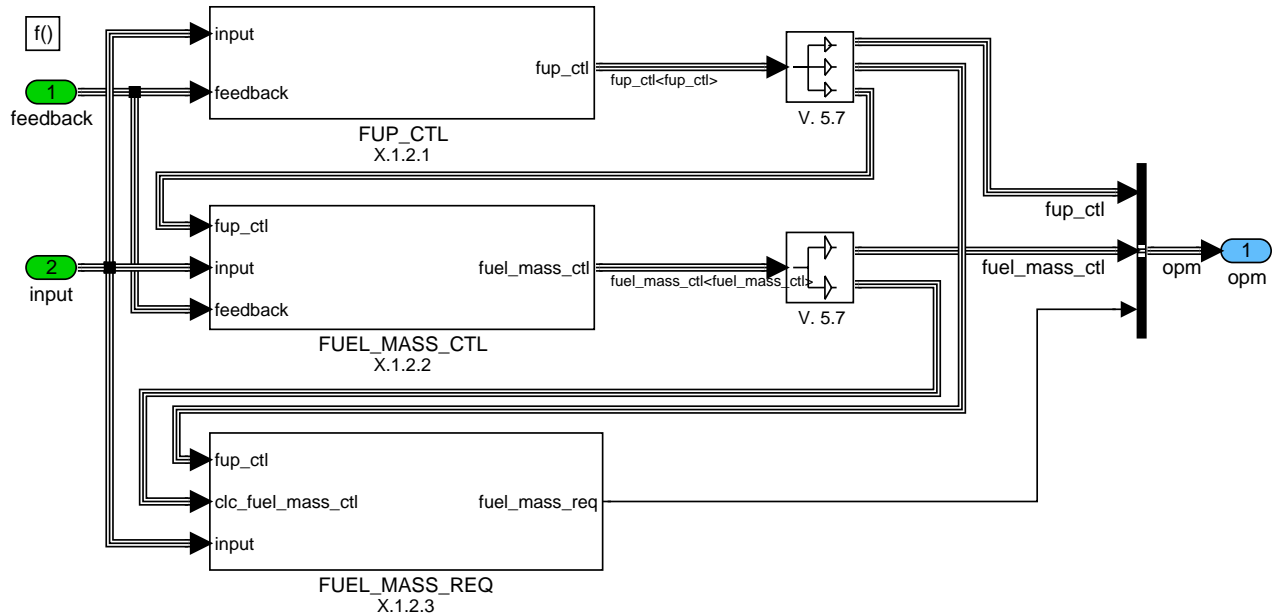 f()
input
1
feedback
feedback
fup_ctl
fup_ctl<fup_ctl>
V. 5.7
FUP_CTL
X.1.2.1
fup_ctl
fup_ctl
2
input
input
feedback
fuel_mass_ctl
fuel_mass_ctl<fuel_mass_ctl>
V. 5.7
fuel_mass_ctl
opm
1
opm
FUEL_MASS_CTL
X.1.2.2
fup_ctl
clc_fuel_mass_ctl
input
fuel_mass_req
FUEL_MASS_REQ
X.1.2.3